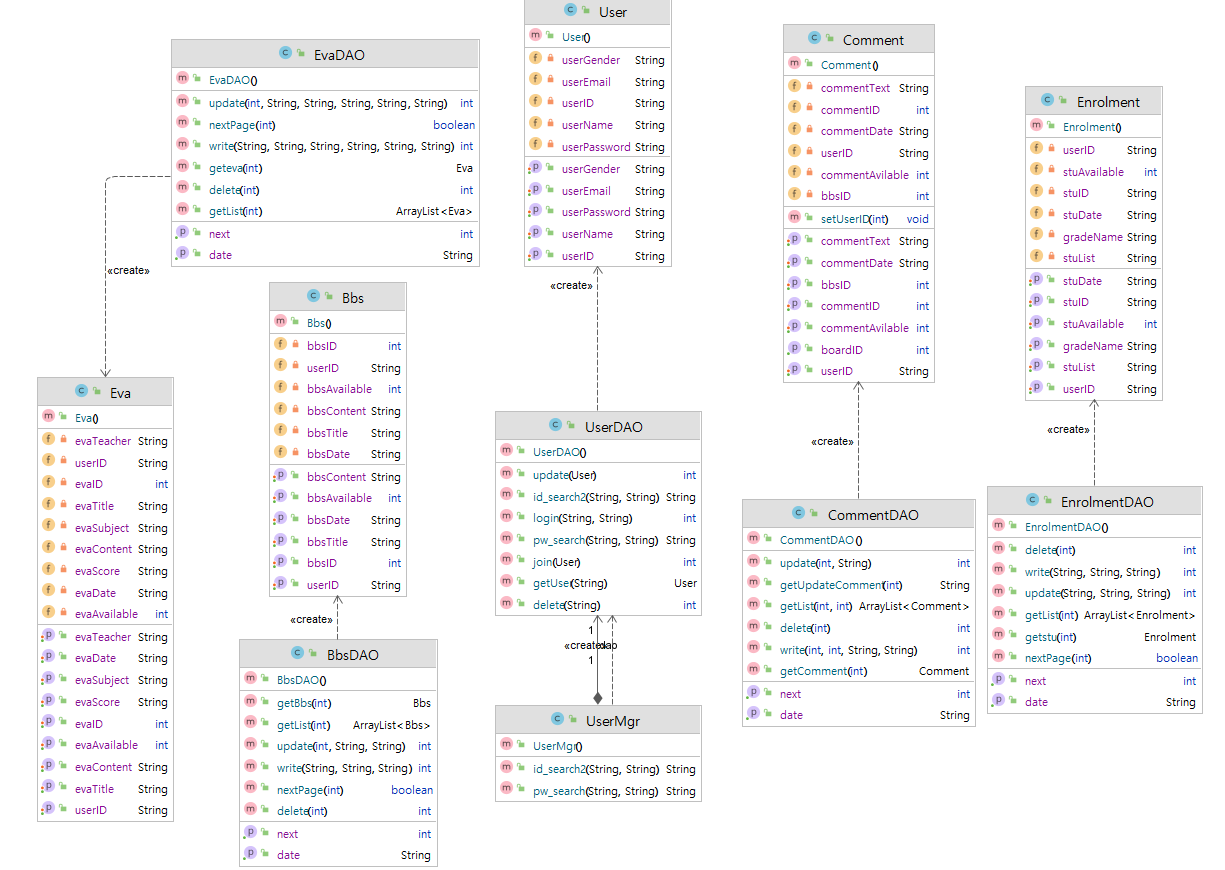 EvaDAO
EvaDAO()
update(int, String, String, String, String, String) int
nextPage(int) boolean
write(String, String, String, String, String, String) int
geteva(int) Eva
delete(int) int
getList(int) ArrayList<Eva>
next int
date String
«create»
Eva
Eva()
evaTeacher String
userID String
evaID int
evaTitle String
evaSubject String
evaContent String
evaScore String
evaDate String
evaAvailable int
evaTeacher String
evaDate String
evaSubject String
evaScore String
evaID int
evaAvailable int
evaContent String
evaTitle String
userID String
Bbs
Bbs()
bbsID int
userID String
bbsAvailable int
bbsContent String
bbsTitle String
bbsDate String
bbsContent String
bbsAvailable int
bbsDate String
bbsTitle String
bbsID int
userID String
«create»
BbsDAO
BbsDAO()
getBbs(int) Bbs
getList(int) ArrayList<Bbs>
update(int, String, String) int
write(String, String, String) int
nextPage(int) boolean
delete(int) int
next int
date String
User
User()
userGender String
userEmail String
userID String
userName String
userPassword String
userGender String
userEmail String
userPassword String
userName String
userID String
«create»
UserDAO
UserDAO()
update(User) int
id_search2(String, String) String
login(String, String) int
pw_search(String, String) String
join(User) int
getUser(String) User
delete(String) int
1
«create»
1
UserMgr
UserMgr()
id_search2(String, String) String
pw_search(String, String) String
Comment
Comment()
commentText String
commentID int
commentDate String
userID String
commentAvilable int
bbsID int
setUserID(int) void
commentText String
commentDate String
bbsID int
commentID int
commentAvilable int
boardID int
userID String
«create»
CommentDAO
CommentDAO()
update(int, String) int
getUpdateComment(int) String
getList(int, int) ArrayList<Comment>
delete(int) int
write(int, int, String, String) int
getComment(int) Comment
next int
date String
Enrolment
Enrolment()
userID String
stuAvailable int
stuID String
stuDate String
gradeName String
stuList String
stuDate String
stuID String
stuAvailable int
gradeName String
stuList String
userID String
«create»
EnrolmentDAO
EnrolmentDAO()
delete(int) int
write(String, String, String) int
update(String, String, String) int
getList(int) ArrayList<Enrolment>
getstu(int) Enrolment
nextPage(int) boolean
next int
date String